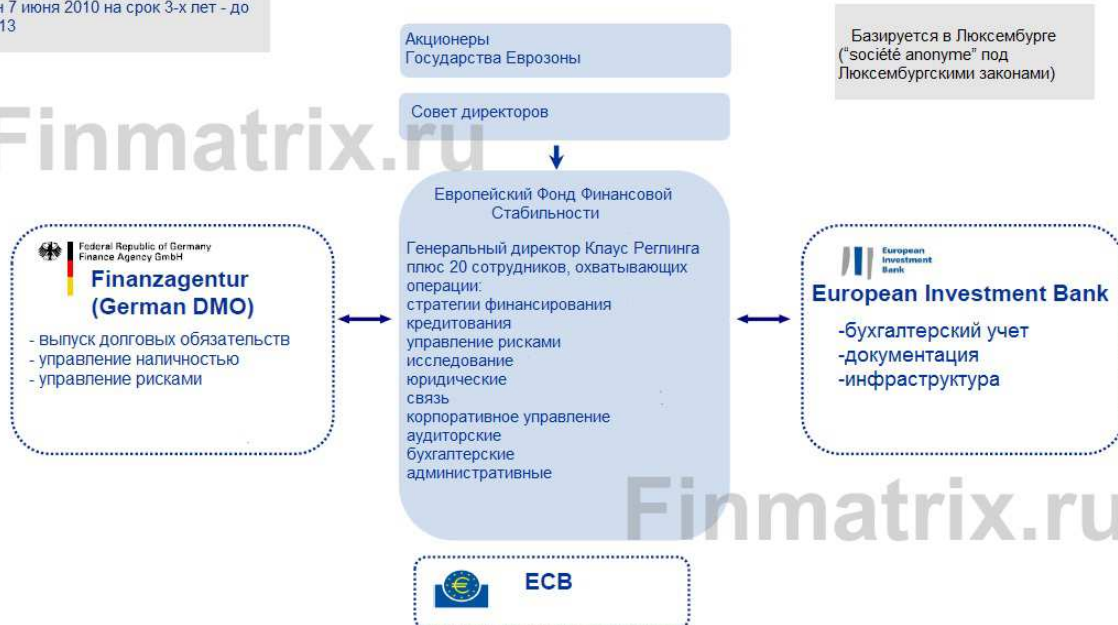 н 7 июня 2010 на срок 3-х лет - до
13
Акционеры
Государства Еврозоны
Базируется в Люксембурге
(“société anonyme” под
Люксембургскими законами)
Совет директоров
Finmatrix.ru
Европейский Фонд Финансовой
Стабильности
Генеральный директор Клаус Реглинга
плюс 20 сотрудников, охватывающих
операции:
стратегии финансирования
кредитования
управление рисками
исследование
юридические
связь
корпоративное управление
аудиторские
бухгалтерские
административные
Federal Republic of Germany
Finance Agency GmbH
Finanzagentur
(German DMO)
- выпуск долговых обязательств
- управление наличностью
- управление рисками
European
Investment
Bank
European Investment Bank
-бухгалтерский учет
-документация
-инфраструктура
Finmatrix.ru
ECB